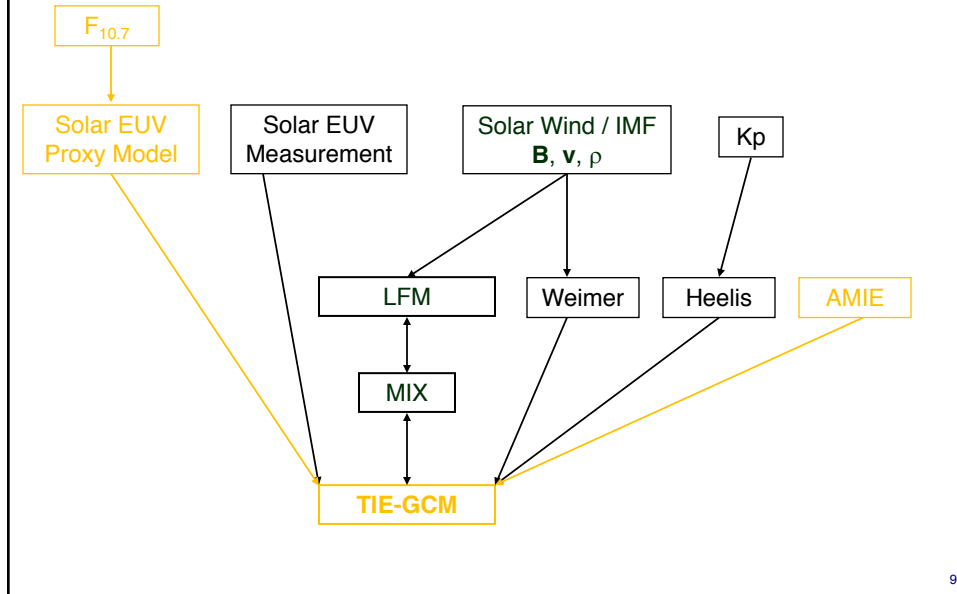 F10.7
Solar EUV
Proxy Model
Solar EUV
Measurement
Solar Wind / IMF
B, v, ρ
Kp
LFM
Weimer
Heelis
AMIE
MIX
TIE-GCM
9